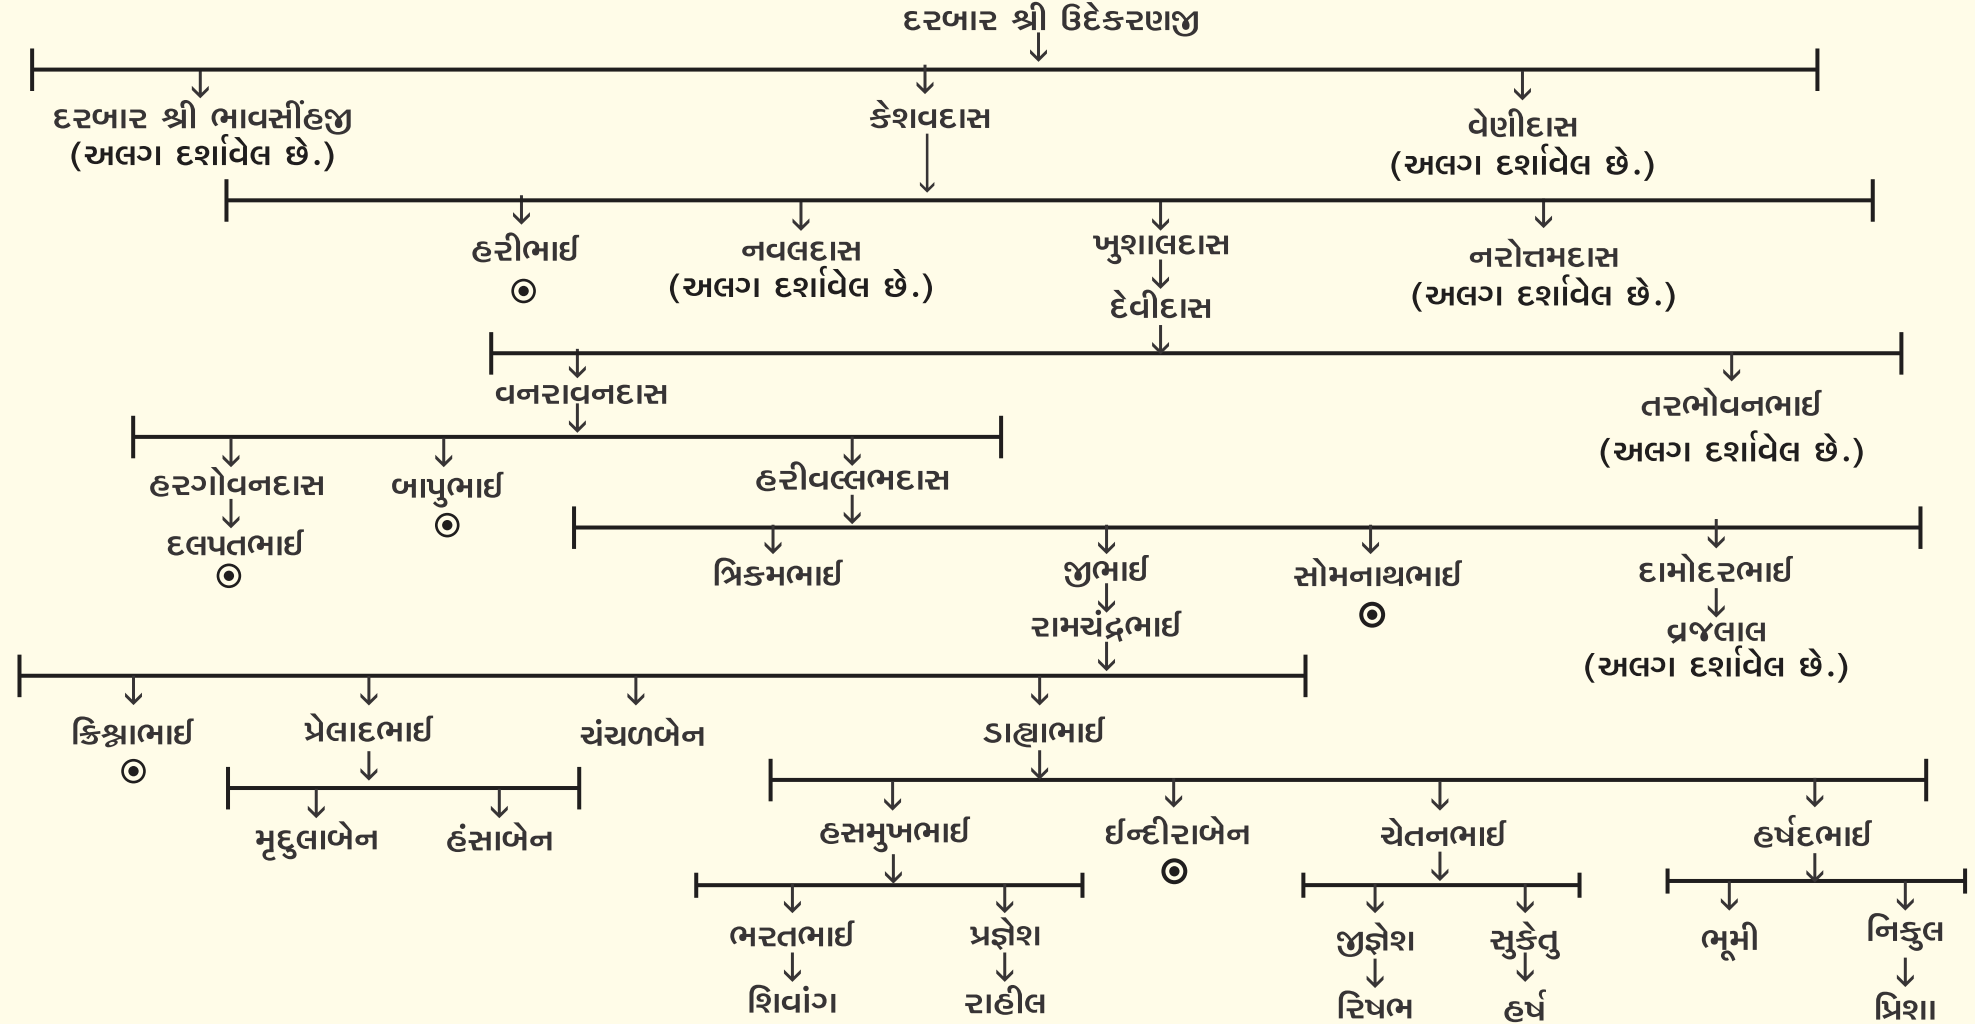 દરબાર શ્રી ઉદેકરણજી
દરબાર શ્રી ભાવસીંહજી
(અલગ દર્શાવેલ છે.)
કેશવદાસ
વેણીદાસ
(અલગ દર્શાવેલ છે.)
હરીભાઈ
નવલદાસ
(અલગ દર્શાવેલ છે.)
ખુશાલદાસ
નરોત્તમદાસ
(અલગ દર્શાવેલ છે.)
દેવીદાસ
વનરાવનદાસ
તરભોવનભાઈ
(અલગ દર્શાવેલ છે.)
હરગોવનદાસ
બાપુભાઈ
હરીવલ્લભદાસ
દલપતભાઈ
ત્રિકમભાઈ
જીભાઈ
સોમનાથભાઈ
દામોદરભાઈ
રામચંદ્રભાઈ
વ્રજલાલ
(અલગ દર્શાવેલ છે.)
ક્રિશ્નાભાઈ
પ્રેલાદભાઈ
ચંચળબેન
ડાહ્યાભાઈ
મૃદુલાબેન
હંસાબેન
હસમુખભાઈ
ઈન્દીરાબેન
ચેતનભાઈ
હર્ષદભાઈ
ભરતભાઈ
પ્રજ્ઞેશ
જીજ્ઞેશ
સુકેતુ
ભૂમી
નિકુલ
શિવાંગ
રાહીલ
રિષભ
હર્ષ
પ્રિશા